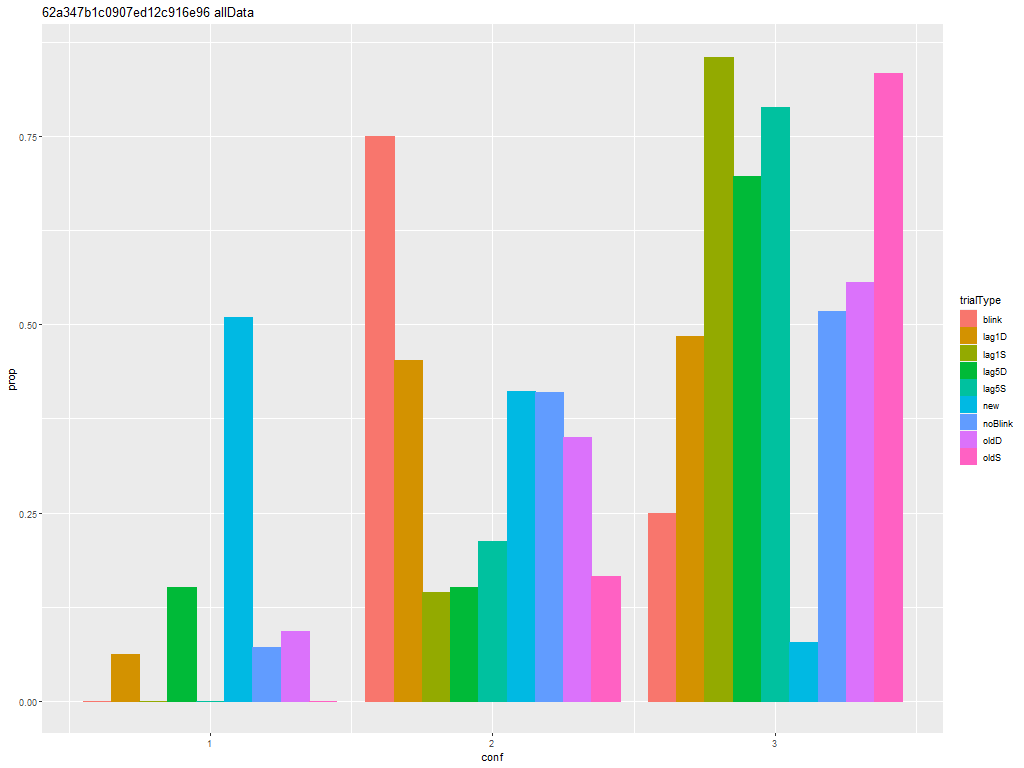 62a347b1c0907ed12c916e96 allData
prop
0.75
0.50
0.25
0.00
1
2
3
conf
trialType
blink
lag1D
lag1S
lag5D
lag5S
new
noBlink
oldD
oldS